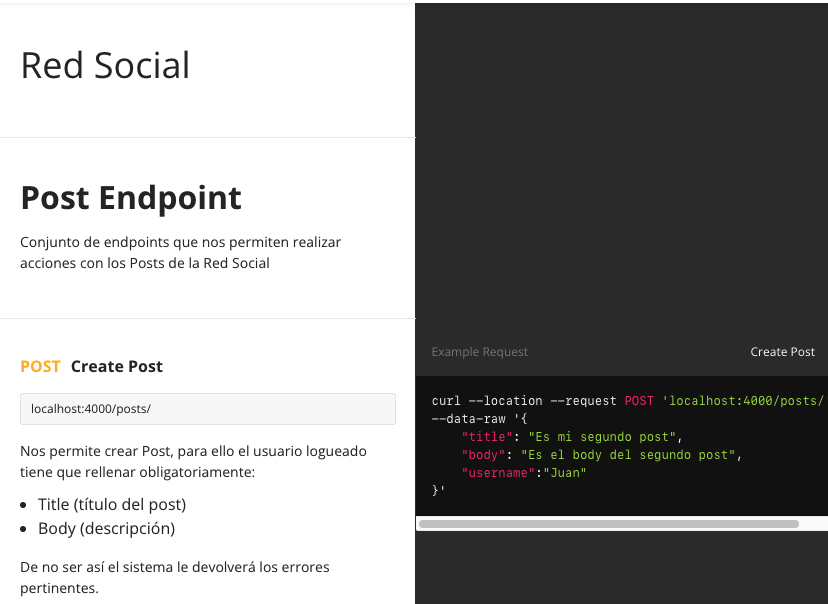 Red Social
Post Endpoint
Conjunto de endpoints que nos permiten realizar
acciones con los Posts de la Red Social
POST Create Post
localhost:4000/posts/
Nos permite crear Post, para ello el usuario logueado
tiene que rellenar obligatoriamente:
Title (título del post)
Body (descripción)
De no ser así el sistema le devolverá los errores
pertinentes.
Example Request
Create Post
curl --location --request POST 'localhost:4000/posts/
--data-raw '{
"title": "Es mi segundo post",
"body": "Es el body del segundo post",
"username":"Juan"
}'